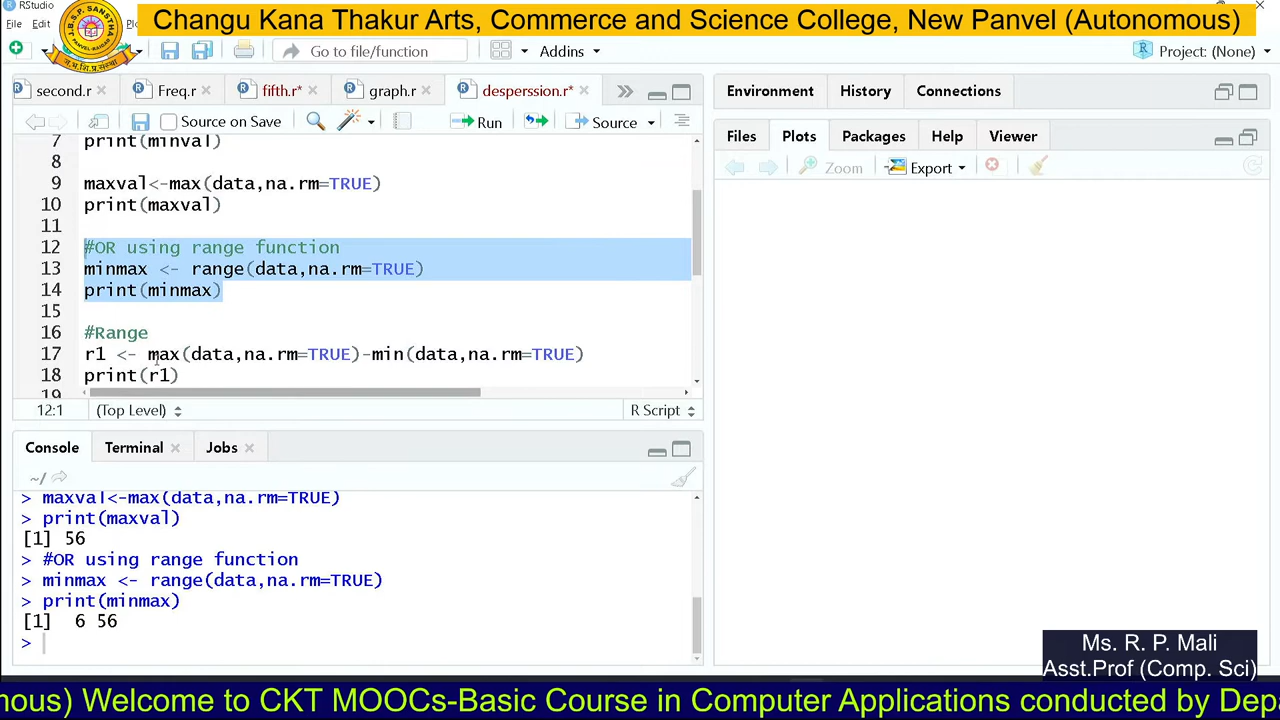 RStudio
Changu Kana Thakur Arts, Commerce and Science College, New Panvel (Autonomous)
File Edit
Go to file/function Addins Project: (None)
second.r Freq.r fifth.r* graph.r desperssion.r*
Source on Save Run Source
7 print(minval)
8
9 maxval<-max(data,na.rm=TRUE)
10 print(maxval)
11
12 #OR using range function
13 minmax <- range(data,na.rm=TRUE)
14 print(minmax)
15
16 #Range
17 r1 <- max(data,na.rm=TRUE)-min(data,na.rm=TRUE)
18 print(r1)
19
12:1 (Top Level) R Script
Console Terminal Jobs
~/
> maxval<-max(data,na.rm=TRUE)
> print(maxval)
[1] 56
> #OR using range function
> minmax <- range(data,na.rm=TRUE)
> print(minmax)
[1]  6 56
>
Environment History Connections
Files Plots Packages Help Viewer
Zoom Export
Ms. R. P. Mali
Asst.Prof (Comp. Sci)
nous) Welcome to CKT MOOCs-Basic Course in Computer Applications conducted by Dep